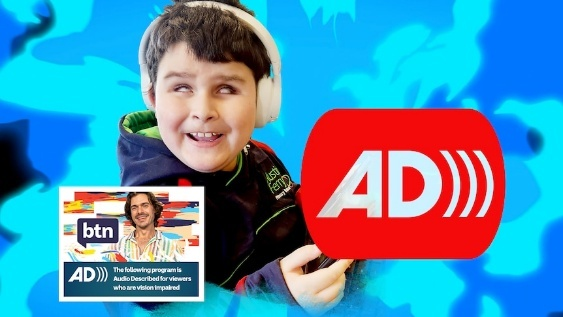 AD
btn
AD
The following program is
Audio Described for viewers
who are vision impaired